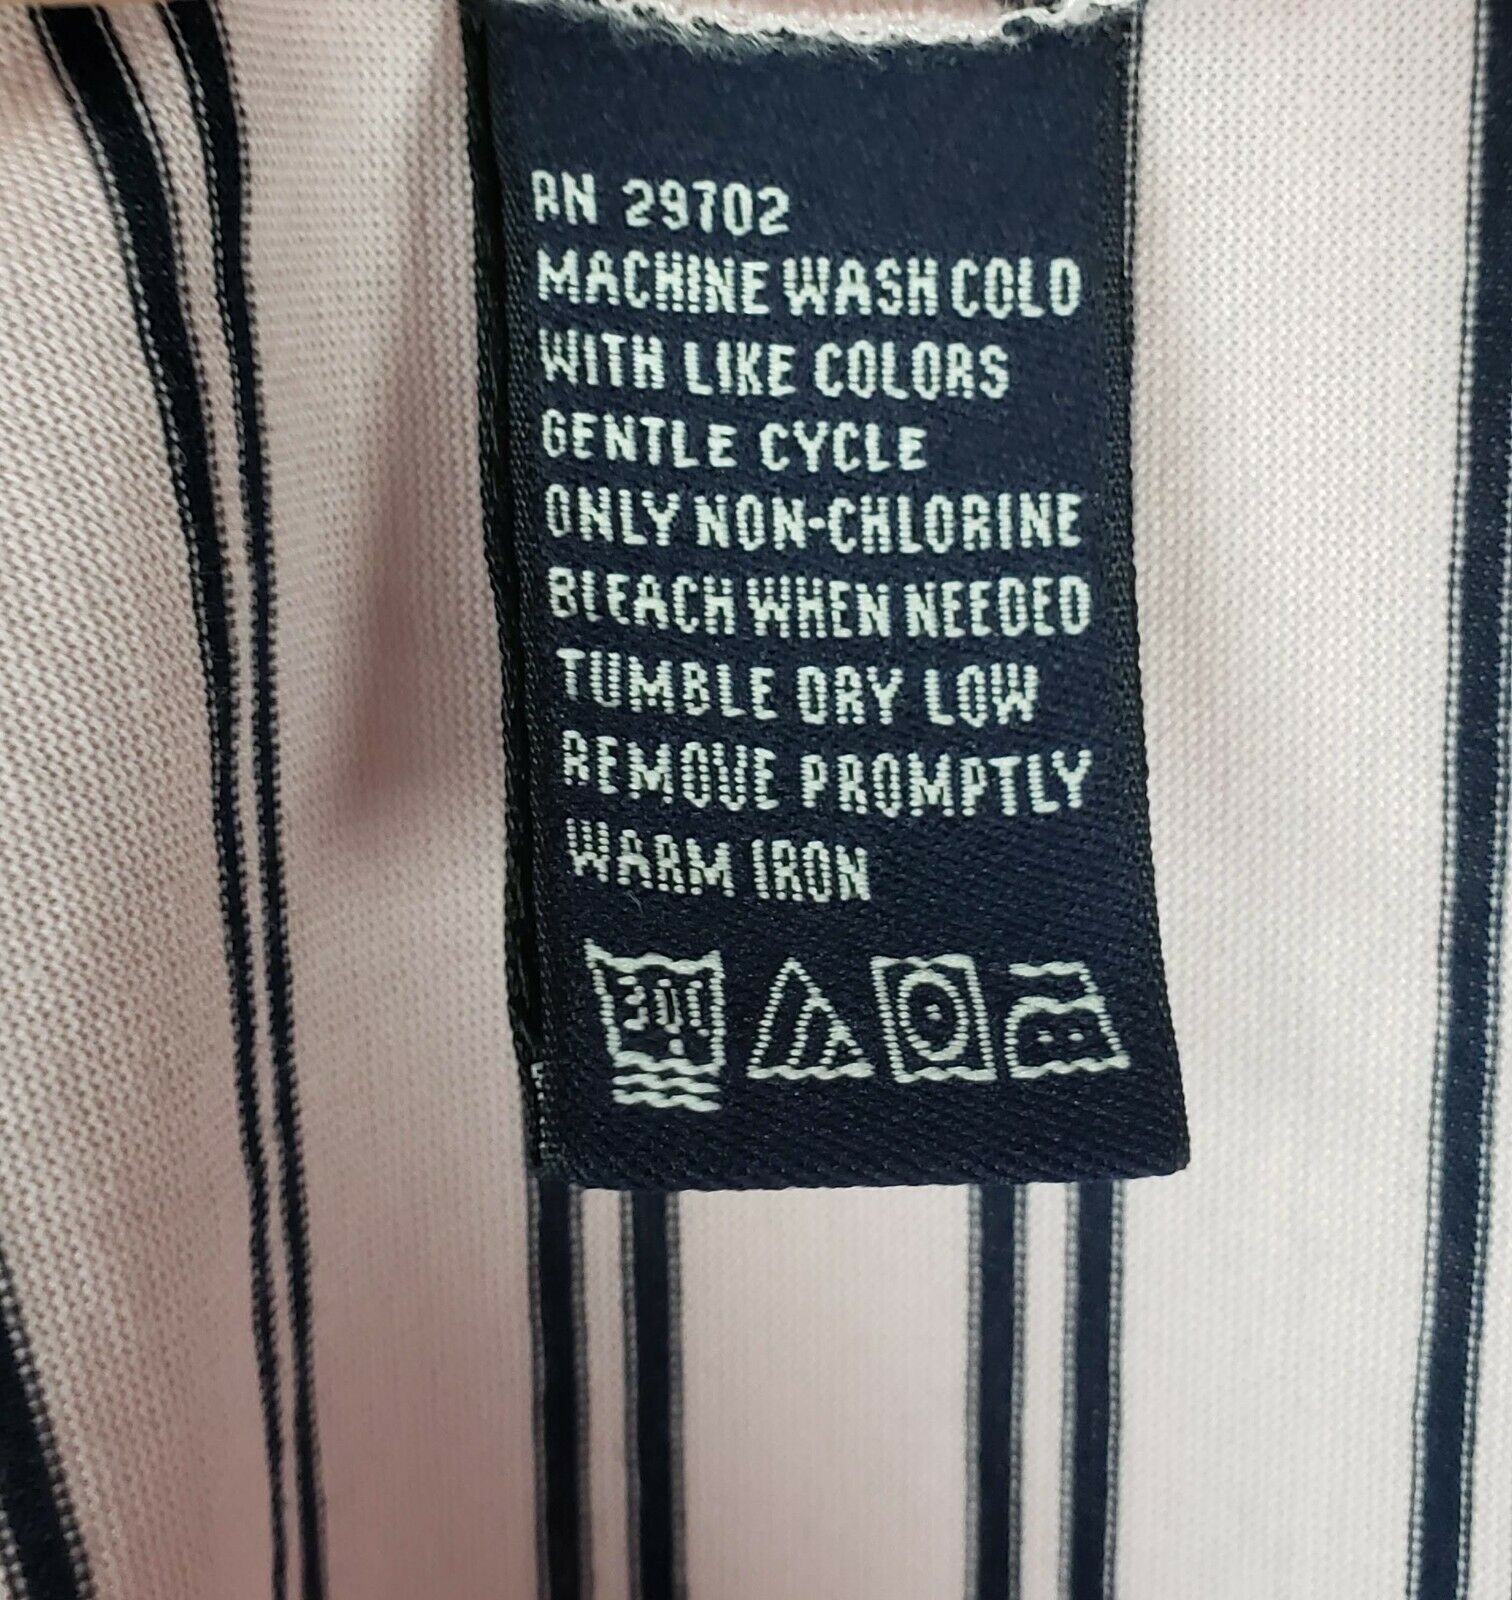 RN 29702
MACHINE WASH COLD
WITH LIKE COLORS
GENTLE CYCLE
ONLY NON-CHLORINE
BLEACH WHEN NEEDED
TUMBLE DRY LOW
REMOVE PROMPTLY
WARM IRON